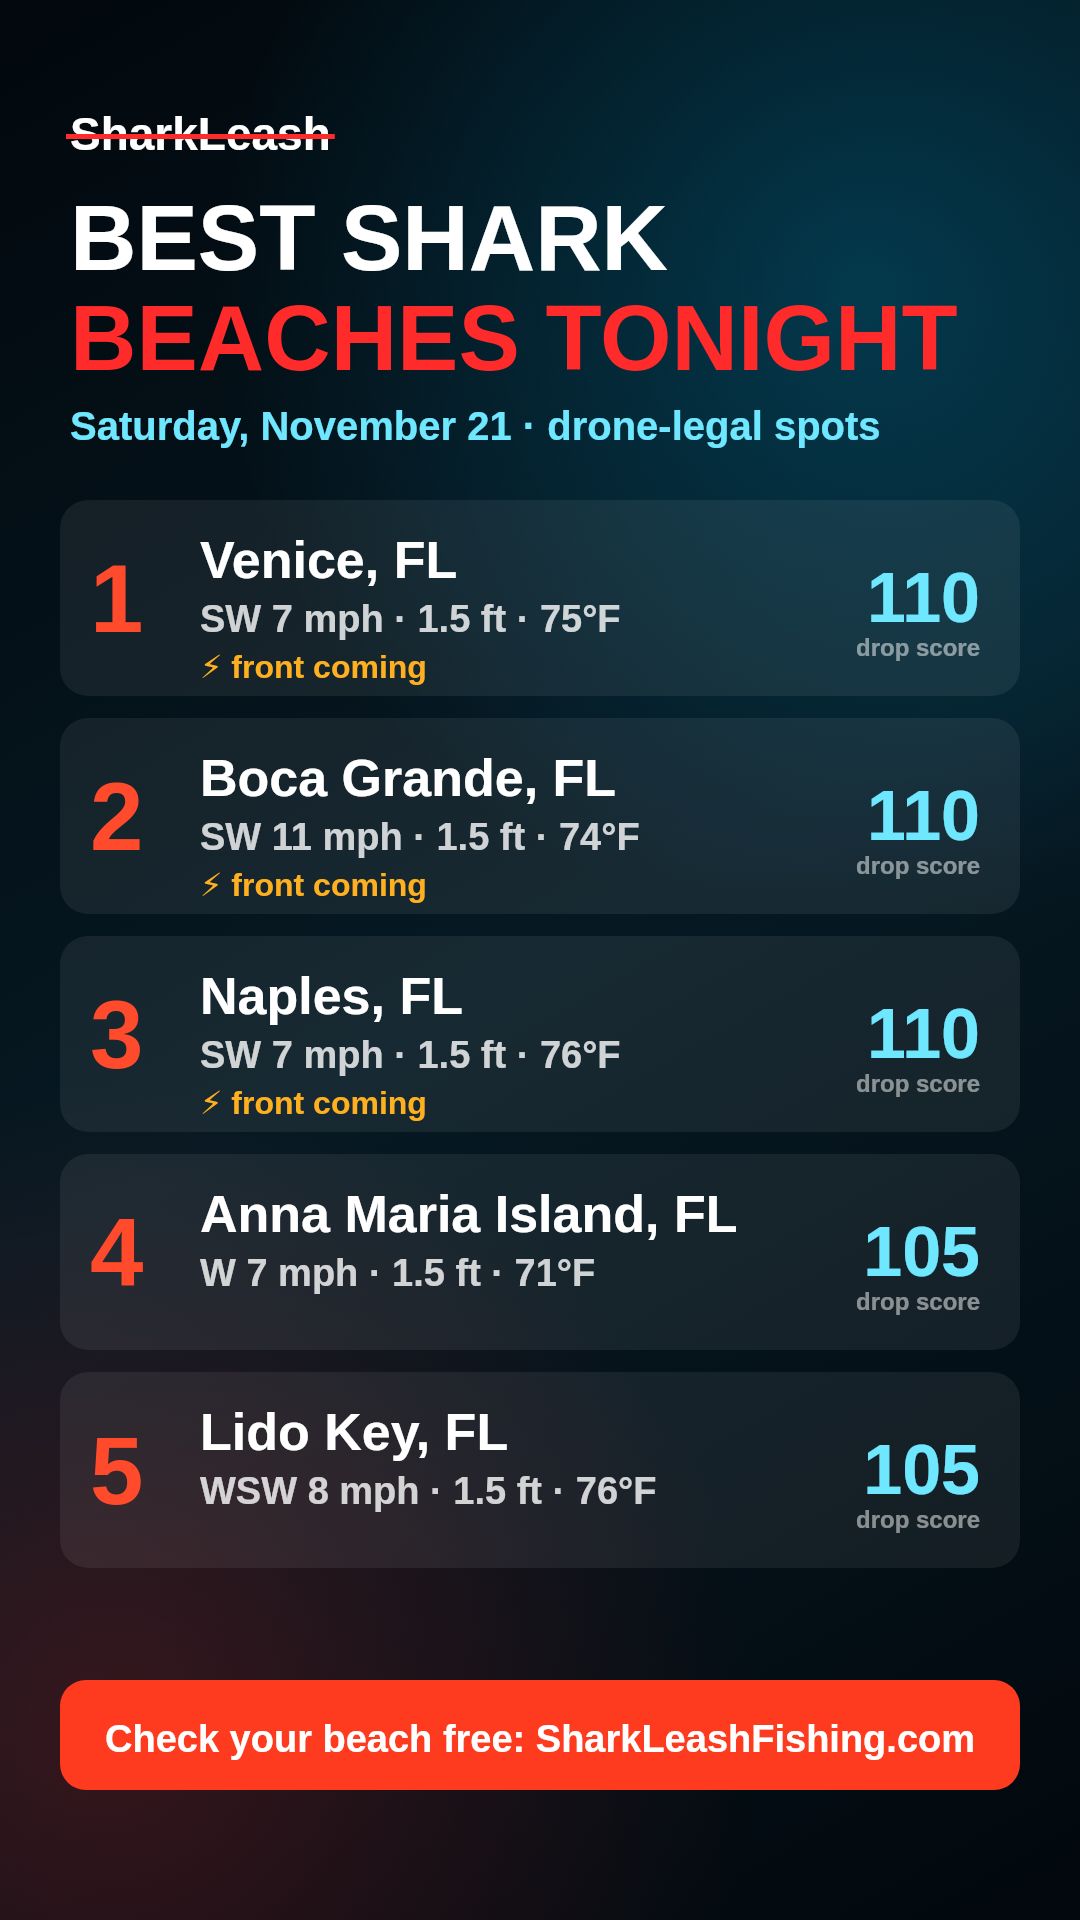 SharkLeash
BEST SHARK
BEACHES TONIGHT
Saturday, November 21 · drone-legal spots
1
Venice, FL
SW 7 mph · 1.5 ft · 75°F
⚡ front coming
110
drop score
2
Boca Grande, FL
SW 11 mph · 1.5 ft · 74°F
⚡ front coming
110
drop score
3
Naples, FL
SW 7 mph · 1.5 ft · 76°F
⚡ front coming
110
drop score
4
Anna Maria Island, FL
W 7 mph · 1.5 ft · 71°F
105
drop score
5
Lido Key, FL
WSW 8 mph · 1.5 ft · 76°F
105
drop score
Check your beach free: SharkLeashFishing.com